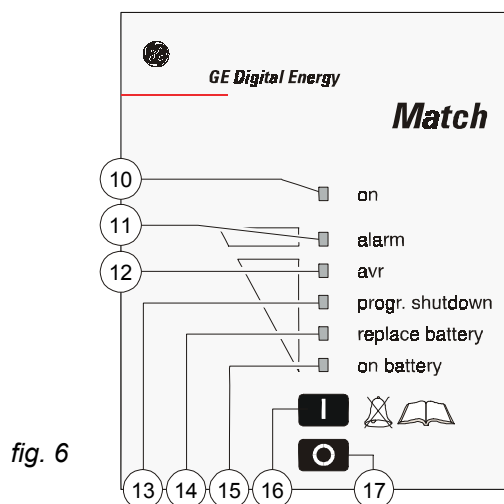 GE Digital Energy
Match
10
on
11
alarm
12
avr
progr. shutdown
replace battery
on battery
I
O
fig. 6
13 14 15 16 17